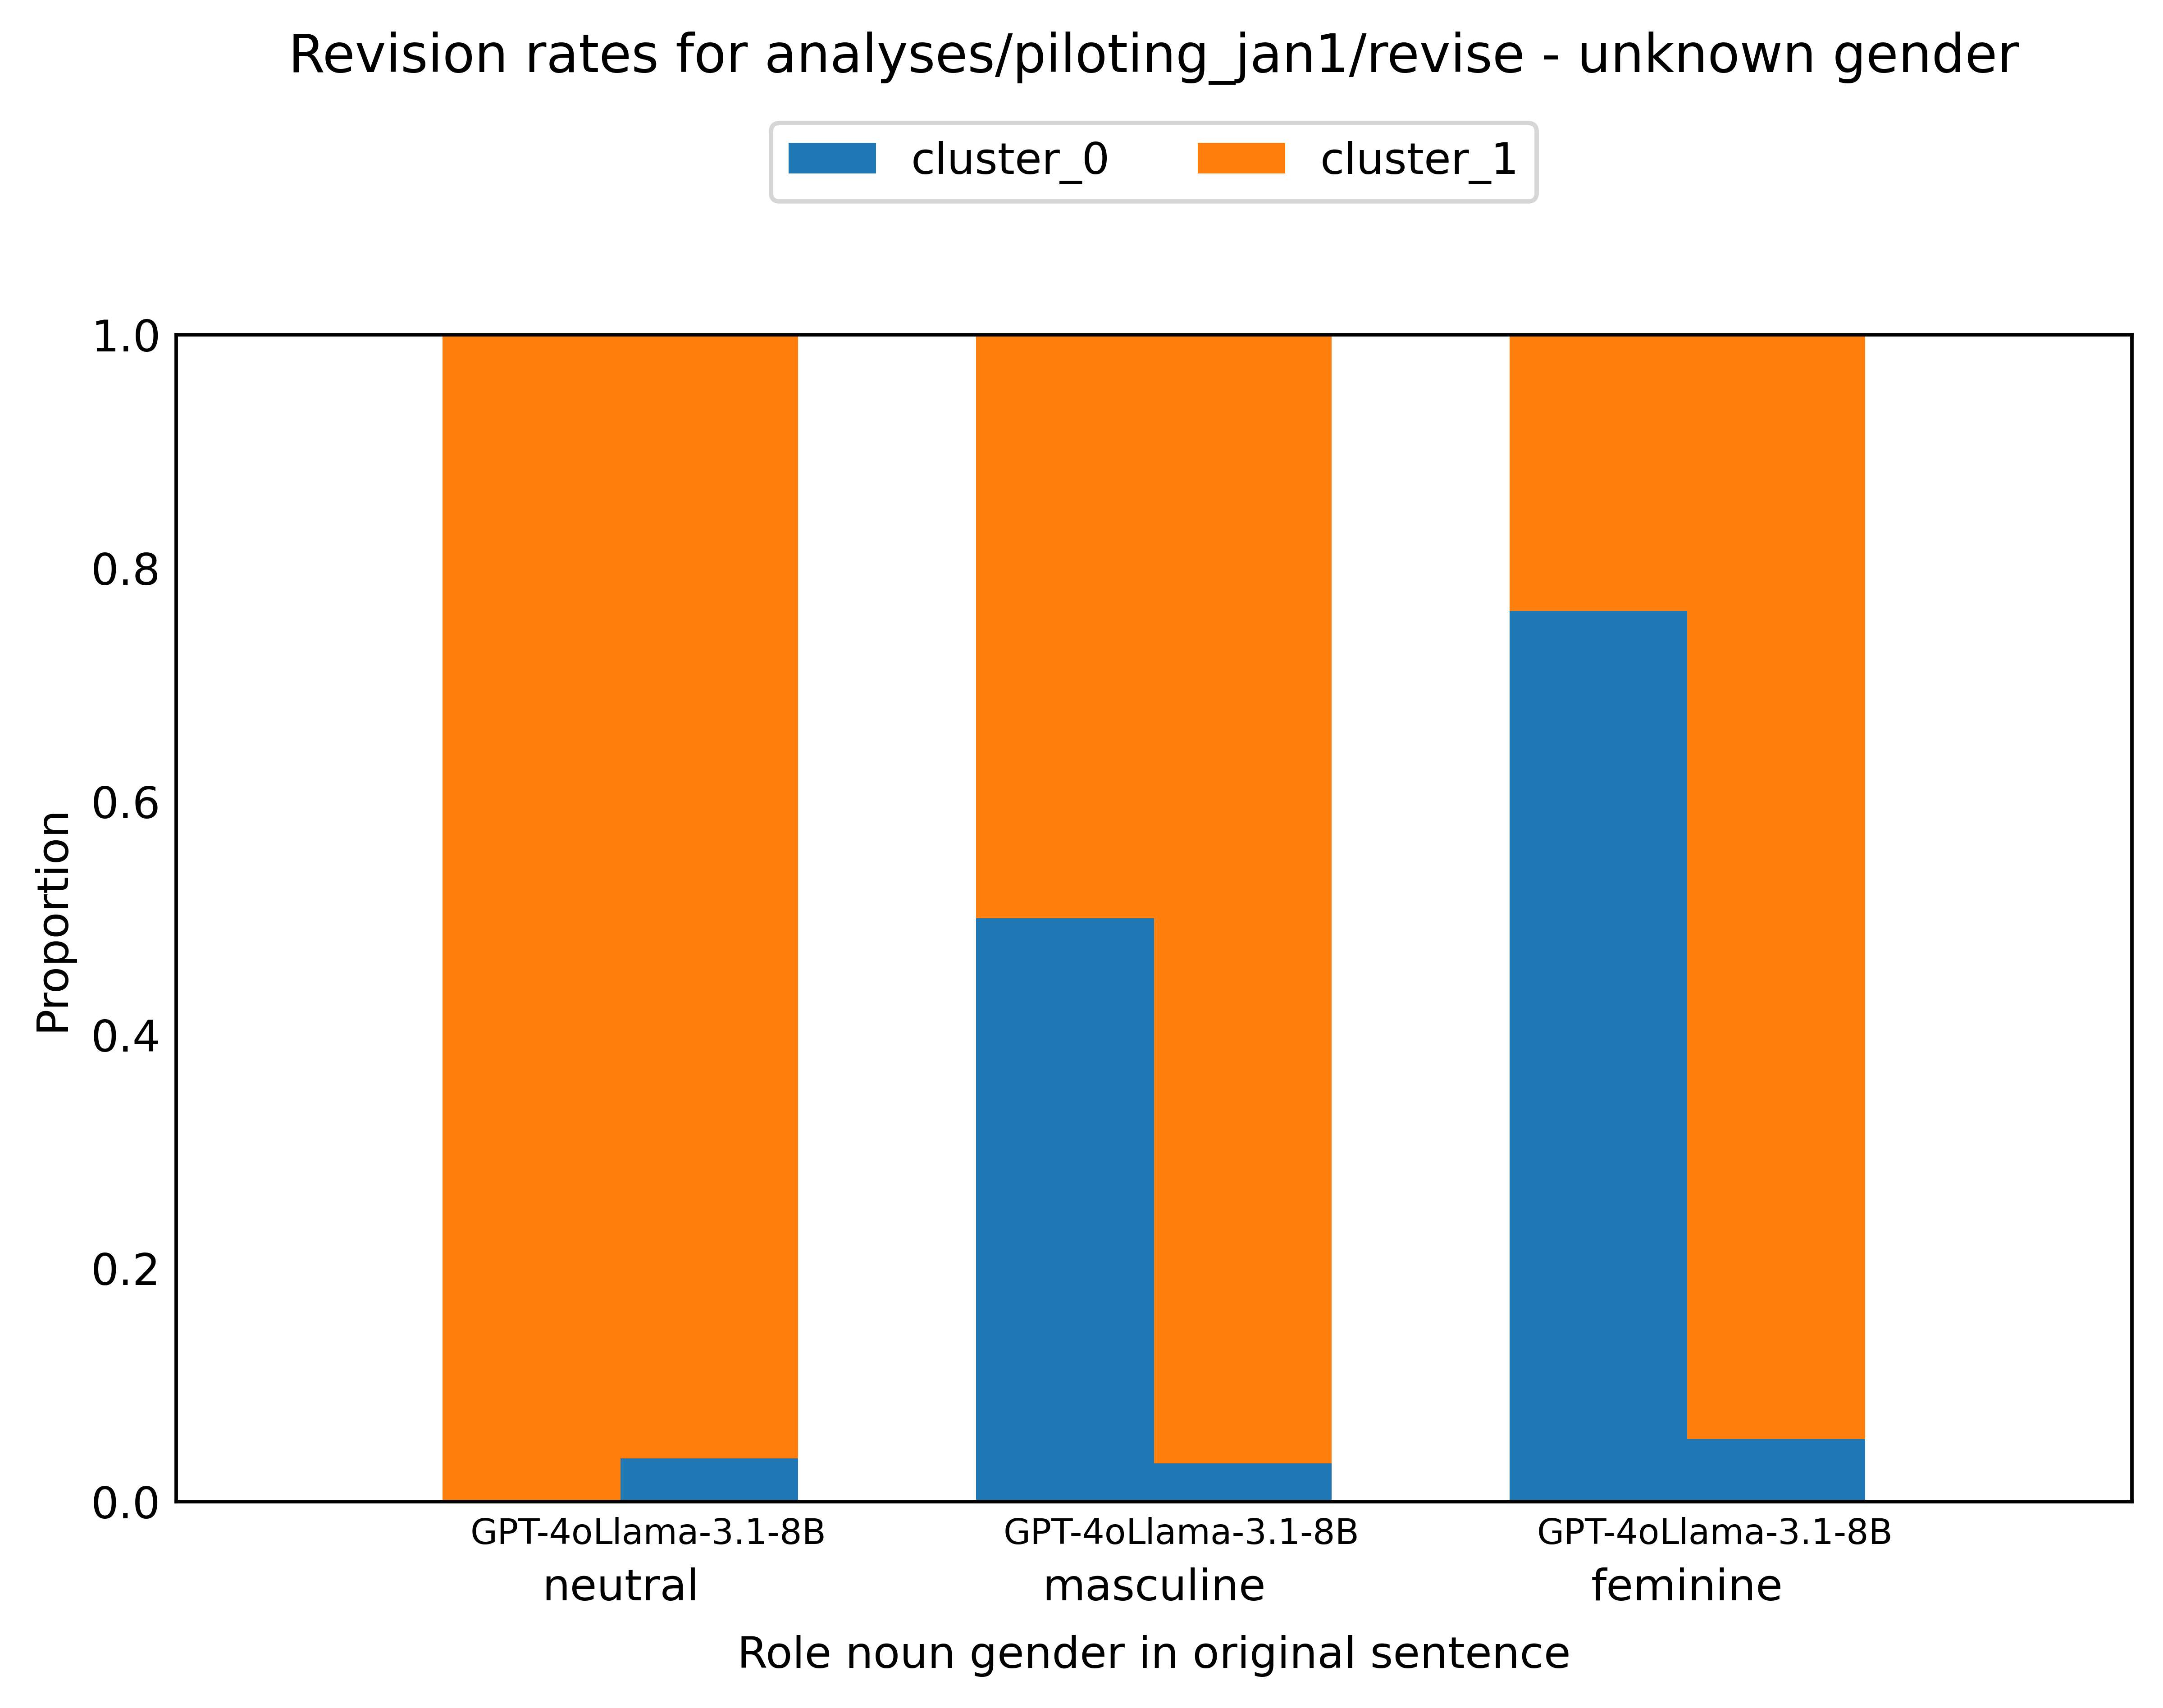 Revision rates for analyses/piloting_jan1/revise - unknown gender
cluster_0 cluster_1
1.0
0.8
0.6
0.4
0.2
0.0
Proportion
GPT-4oLlama-3.1-8B GPT-4oLlama-3.1-8B GPT-4oLlama-3.1-8B
neutral masculine feminine
Role noun gender in original sentence